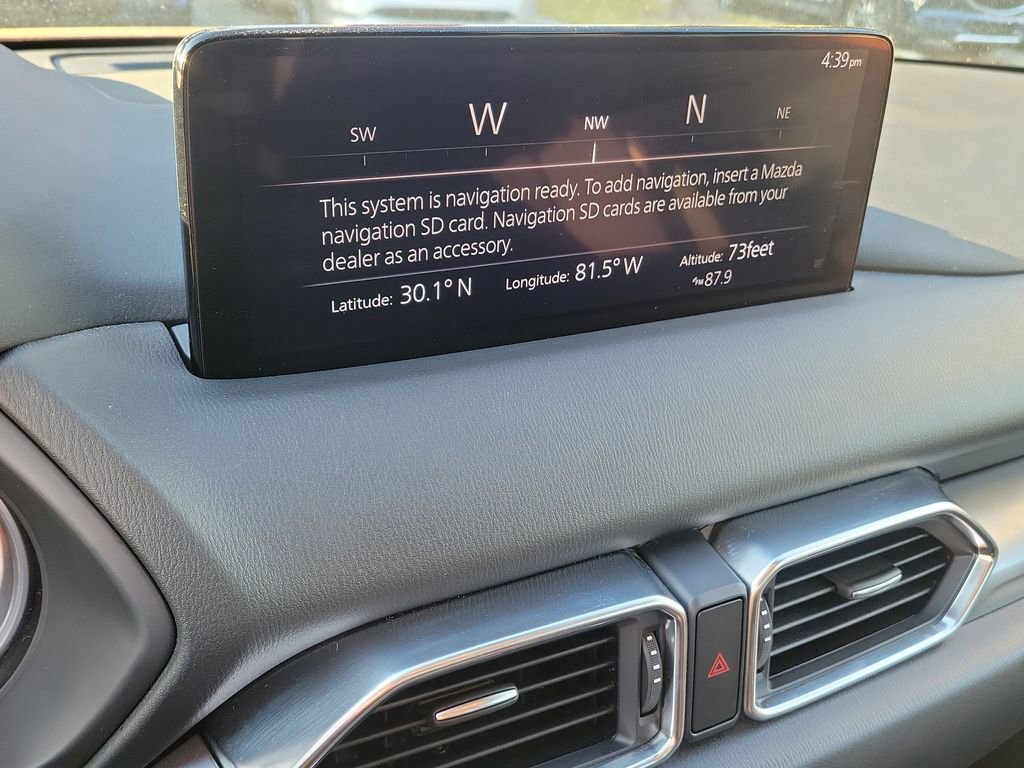 4:39pm
SW W NW N NE
This system is navigation ready. To add navigation, insert a Mazda
navigation SD card. Navigation SD cards are available from your
dealer as an accessory.
Latitude: 30.1° N Longitude: 81.5° W Altitude: 73feet
FM 87.9